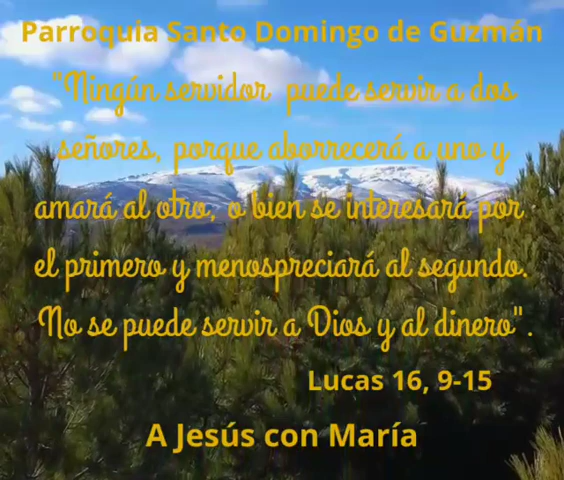 Parroquia Santo Domingo de Guzmán
"Ningún servidor puede servir a dos
señores, porque aborrecerá a uno y
amará al otro, o bien se interesará por
el primero y menospreciará al segundo.
No se puede servir a Dios y al dinero".
Lucas 16, 9-15
A Jesús con María